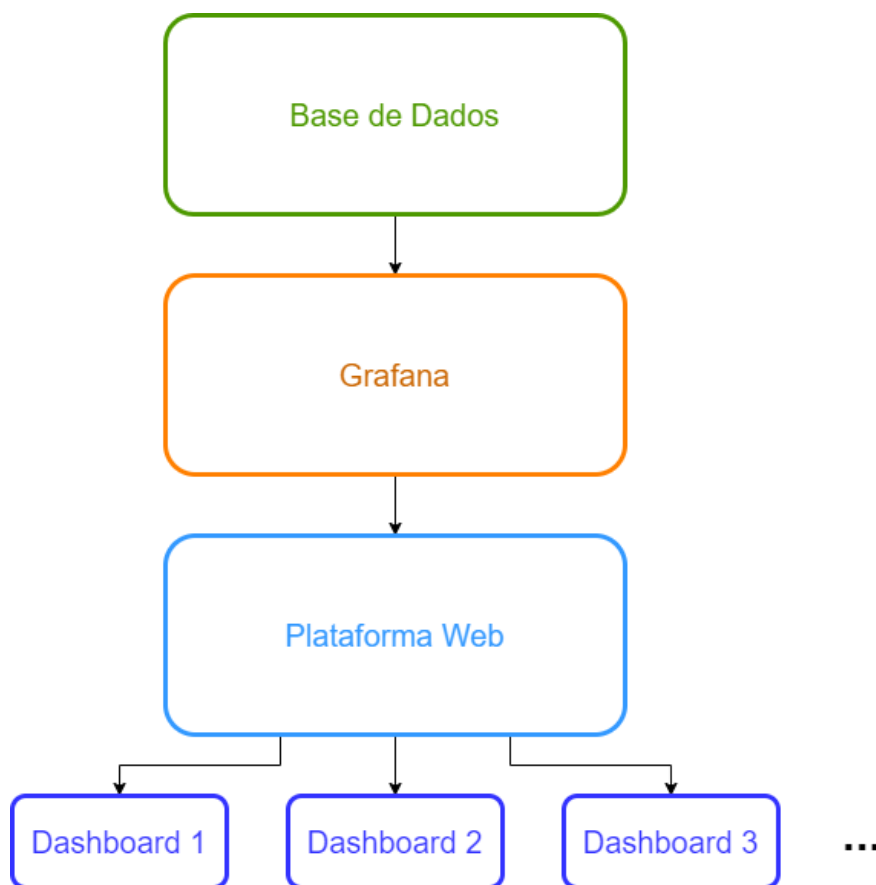 Base de Dados
Grafana
Plataforma Web
Dashboard 1
Dashboard 2
Dashboard 3
...